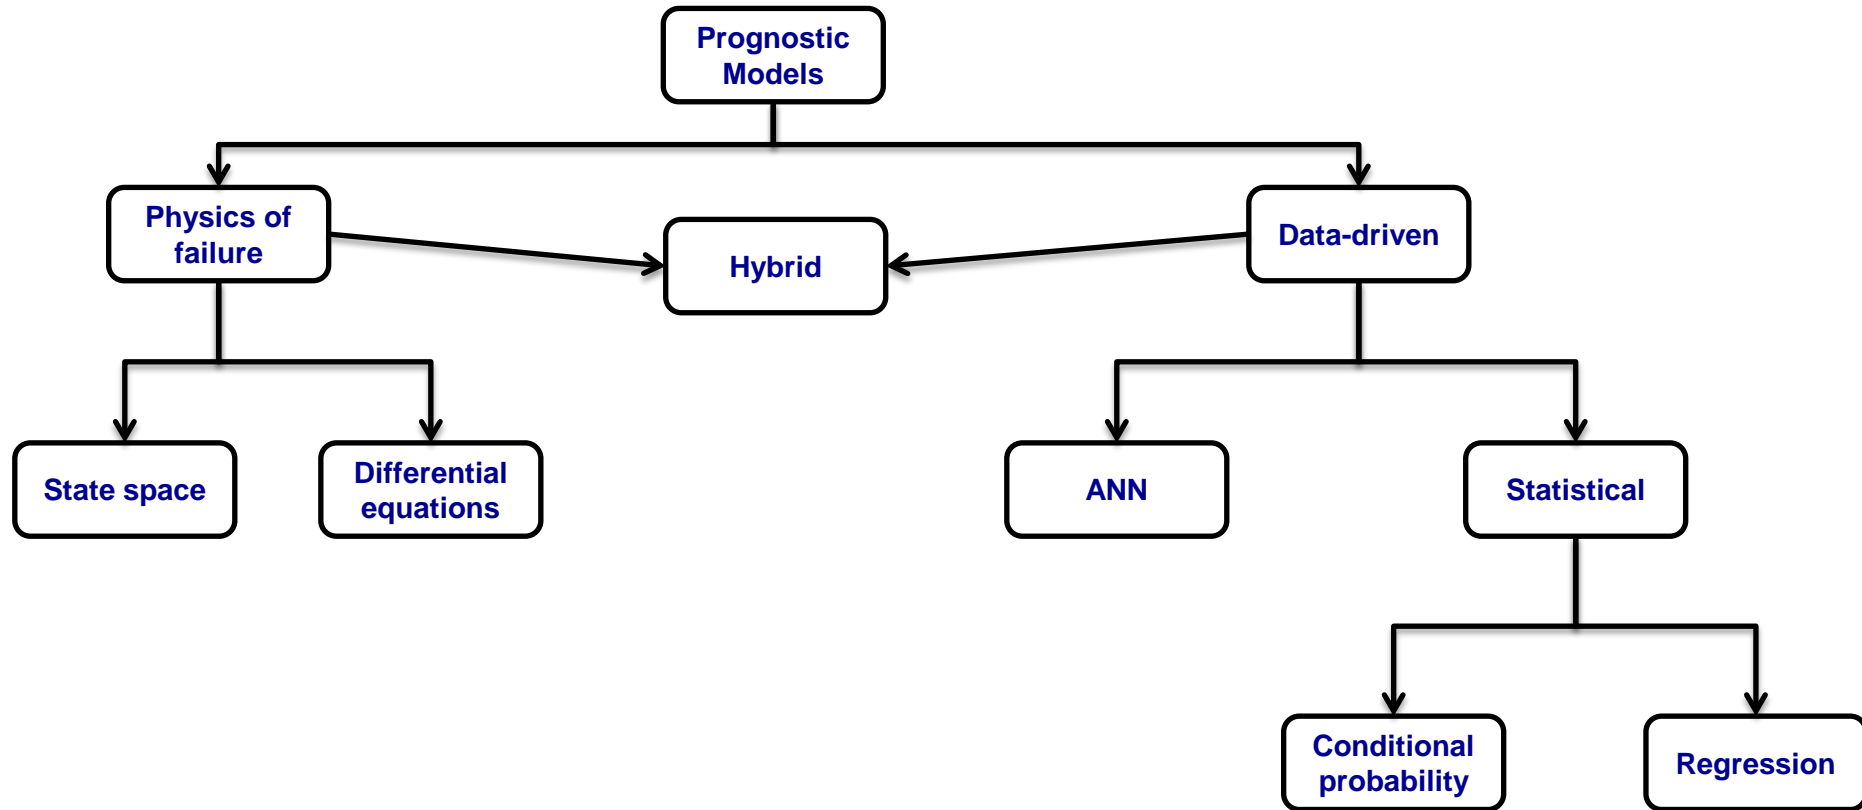 Prognostic
Models
Physics of
failure
Hybrid
Data-driven
State space
Differential
equations
ANN
Statistical
Conditional
probability
Regression